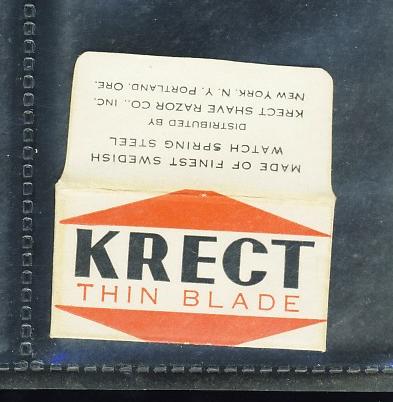 MADE OF FINEST SWEDISH
WATCH SPRING STEEL
DISTRIBUTED BY
KRECT SHAVE RAZOR CO., INC.
NEW YORK, N. Y. PORTLAND, ORE.
KRECT
THIN BLADE